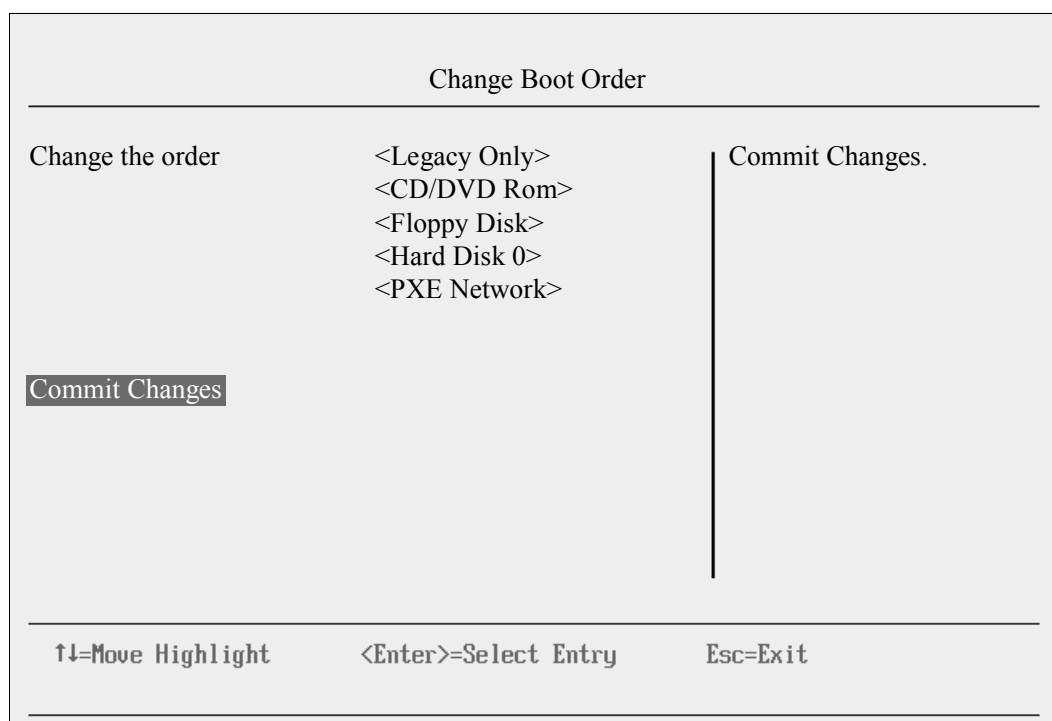 Change Boot Order
Change the order <Legacy Only> Commit Changes.
<CD/DVD Rom>
<Floppy Disk>
<Hard Disk 0>
<PXE Network>
Commit Changes
↑↓=Move Highlight <Enter>=Select Entry Esc=Exit